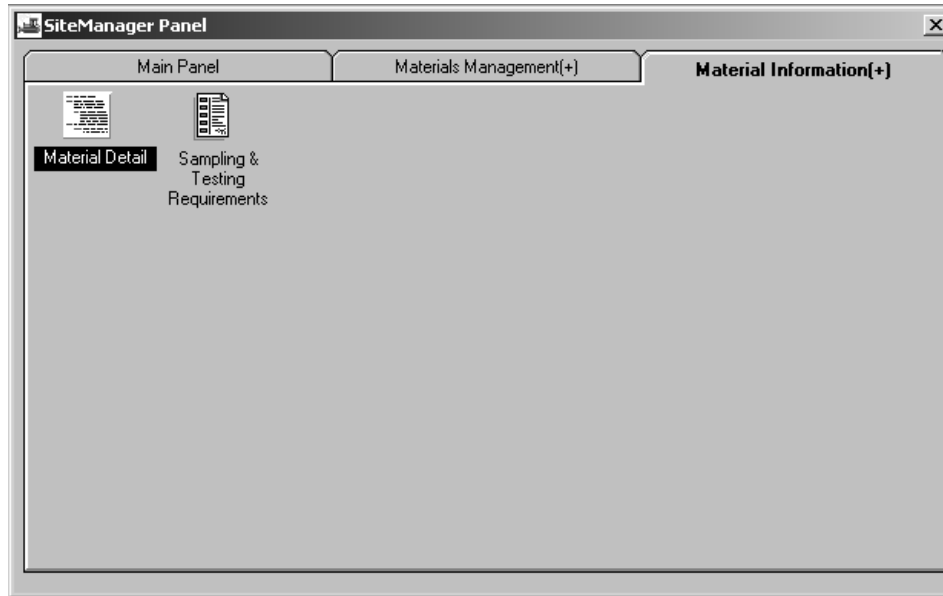 SiteManager Panel
Main Panel
Materials Management(+)
Material Information(+)
Material Detail
Sampling &
Testing
Requirements